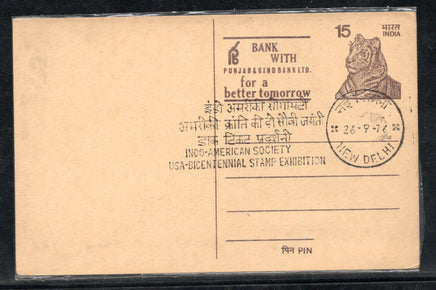 BANK
WITH
PUNJAB & SIND BANK LTD.
for a
better tomorrow
15 भारत
INDIA
इंडो अमरीकी सोसायटी
अमरीकी क्रांति की दो सौवीं जयंती
डाक टिकट प्रदर्शनी
INDO-AMERICAN SOCIETY
USA-BICENTENNIAL STAMP EXHIBITION
नई दिल्ली
26-9-76
NEW DELHI
पिन PIN